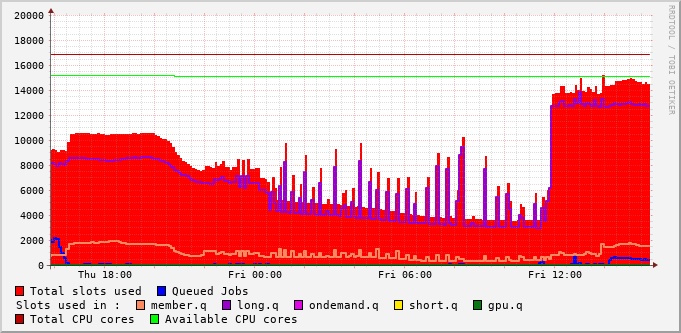 RRDTOOL / TOBI OETIKER
20000
18000
16000
14000
12000
10000
8000
6000
4000
2000
0
Thu 18:00 Fri 00:00 Fri 06:00 Fri 12:00
Total slots used Queued Jobs
Slots used in : member.q long.q ondemand.q short.q gpu.q
Total CPU cores Available CPU cores